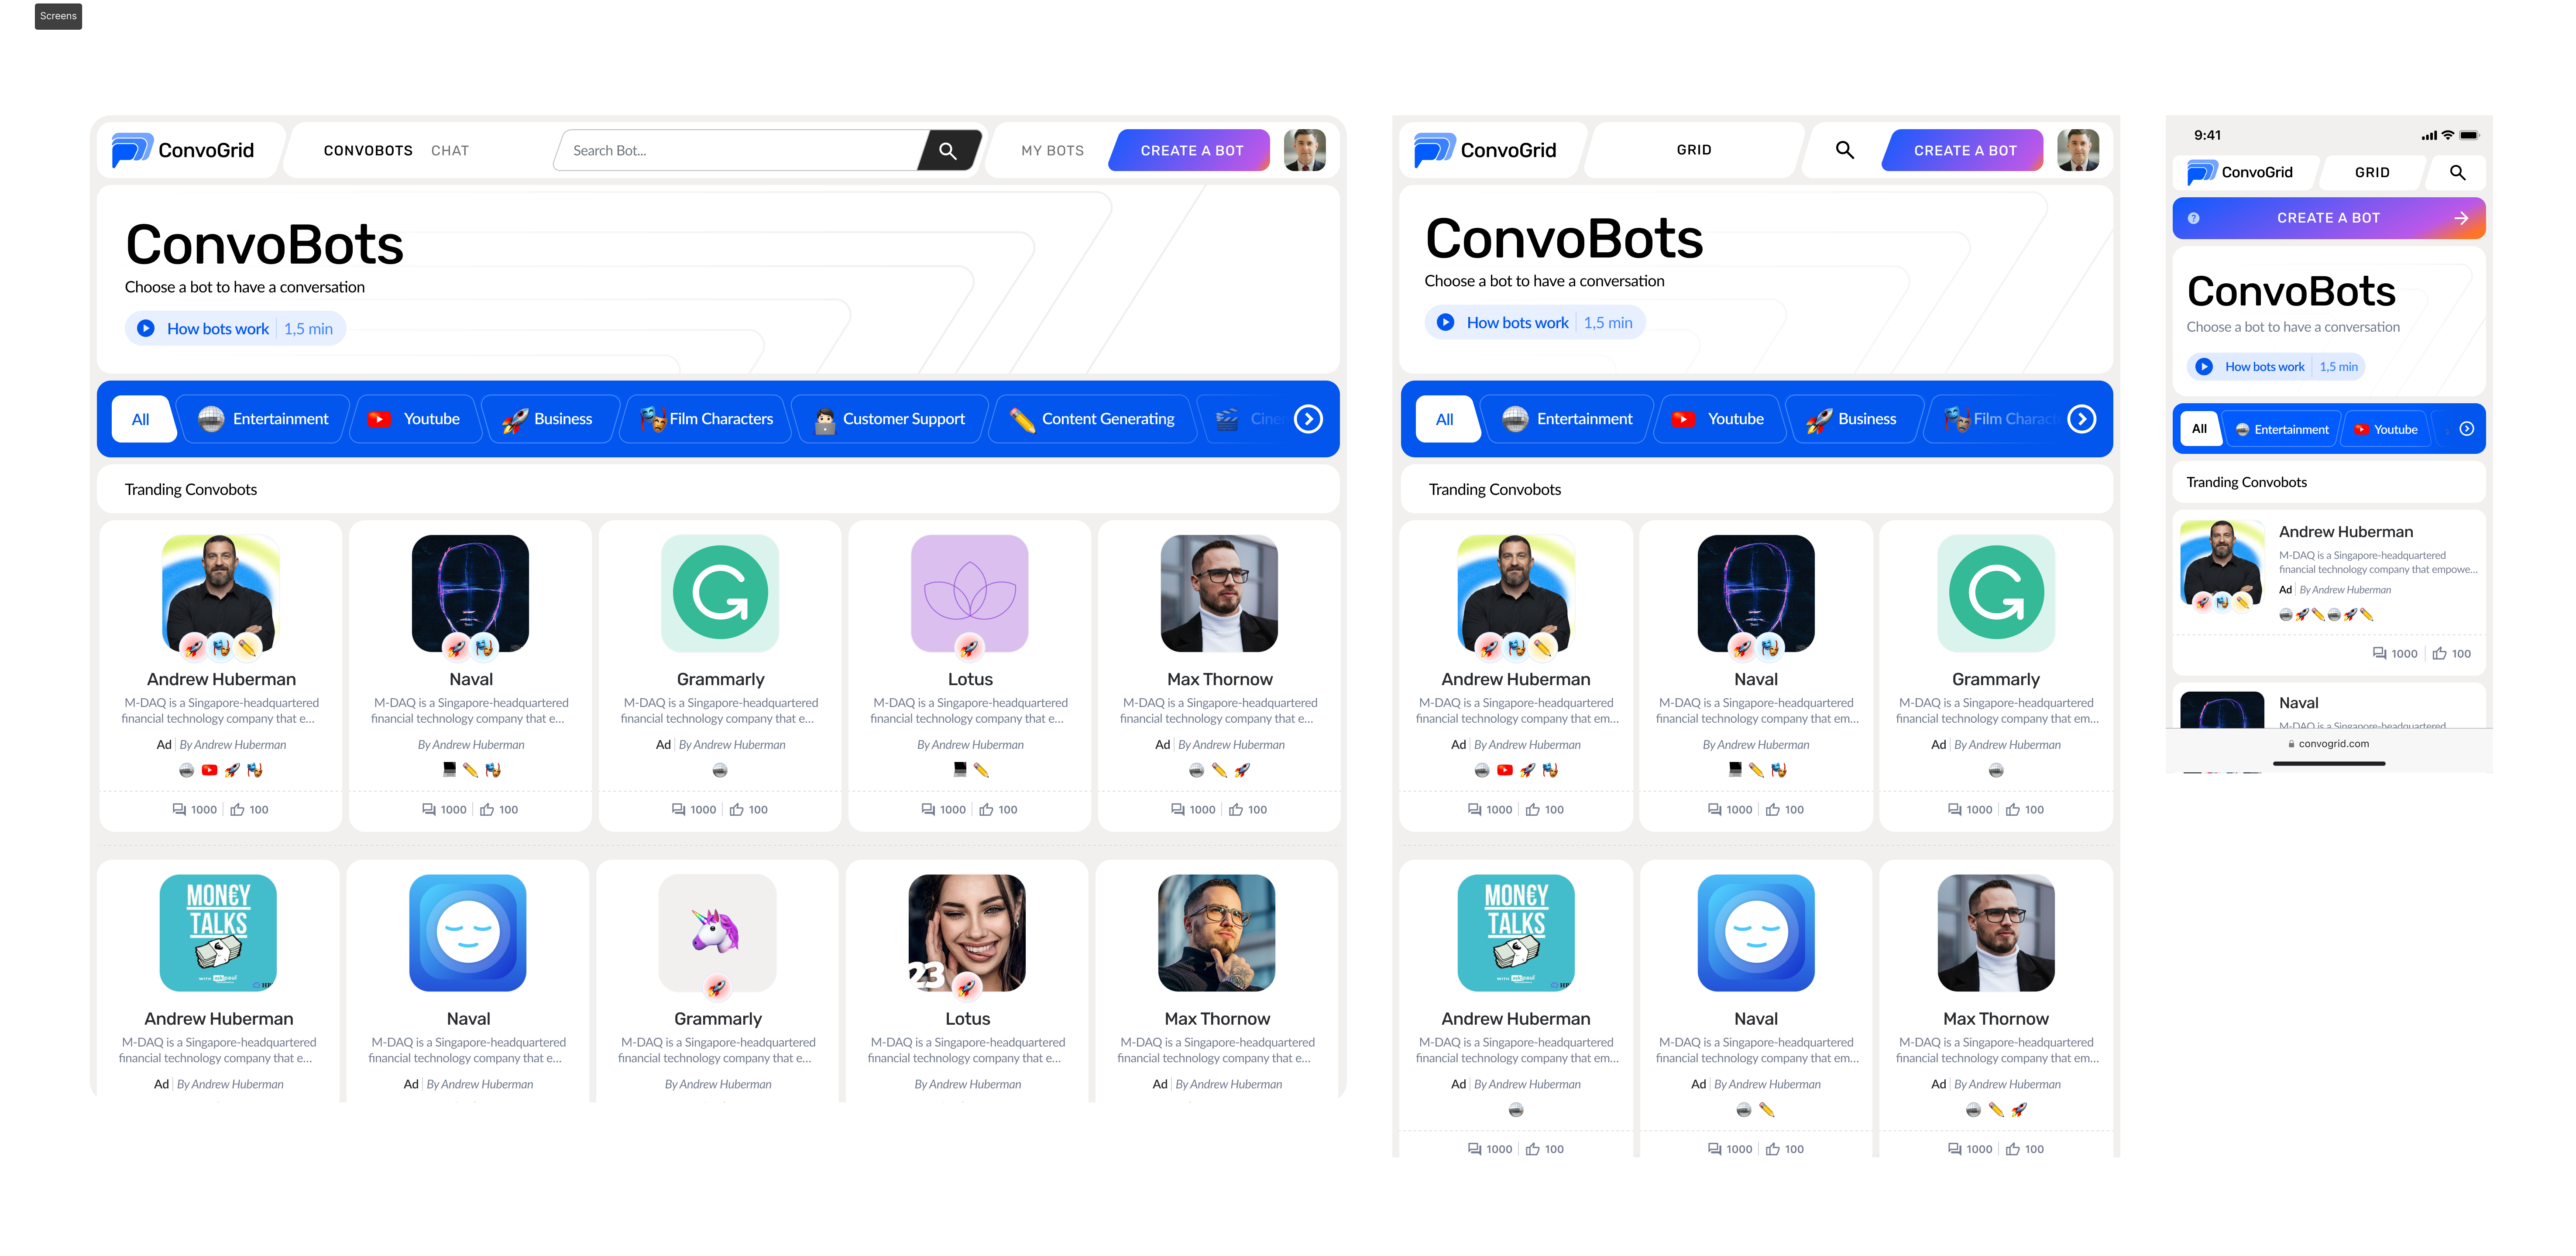 Screens
ConvoGrid
CONVOBOTS CHAT
Search Bot...
MY BOTS
CREATE A BOT
ConvoBots
Choose a bot to have a conversation
How bots work 1,5 min
All Entertainment Youtube Business Film Characters Customer Support Content Generating
Tranding Convobots
Andrew Huberman
M-DAQ is a Singapore-headquartered
financial technology company that e...
Ad By Andrew Huberman
1000 100
Naval
M-DAQ is a Singapore-headquartered
financial technology company that e...
By Andrew Huberman
1000 100
Grammarly
M-DAQ is a Singapore-headquartered
financial technology company that e...
Ad By Andrew Huberman
1000 100
Lotus
M-DAQ is a Singapore-headquartered
financial technology company that e...
By Andrew Huberman
1000 100
Max Thornow
M-DAQ is a Singapore-headquartered
financial technology company that e...
Ad By Andrew Huberman
1000 100
MON€Y
TALKS
WITH askpaul
Andrew Huberman
M-DAQ is a Singapore-headquartered
financial technology company that e...
Ad By Andrew Huberman
Naval
M-DAQ is a Singapore-headquartered
financial technology company that e...
Ad By Andrew Huberman
Grammarly
M-DAQ is a Singapore-headquartered
financial technology company that e...
By Andrew Huberman
23
Lotus
M-DAQ is a Singapore-headquartered
financial technology company that e...
By Andrew Huberman
Max Thornow
M-DAQ is a Singapore-headquartered
financial technology company that e...
Ad By Andrew Huberman
ConvoGrid
GRID
CREATE A BOT
ConvoBots
Choose a bot to have a conversation
How bots work 1,5 min
All Entertainment Youtube Business Film Charact
Tranding Convobots
Andrew Huberman
M-DAQ is a Singapore-headquartered
financial technology company that em...
Ad By Andrew Huberman
1000 100
Naval
M-DAQ is a Singapore-headquartered
financial technology company that em...
By Andrew Huberman
1000 100
Grammarly
M-DAQ is a Singapore-headquartered
financial technology company that em...
Ad By Andrew Huberman
1000 100
MON€Y
TALKS
WITH askpaul
Andrew Huberman
M-DAQ is a Singapore-headquartered
financial technology company that em...
Ad By Andrew Huberman
1000 100
Naval
M-DAQ is a Singapore-headquartered
financial technology company that em...
Ad By Andrew Huberman
1000 100
Max Thornow
M-DAQ is a Singapore-headquartered
financial technology company that em...
Ad By Andrew Huberman
1000 100
9:41
ConvoGrid
GRID
CREATE A BOT
ConvoBots
Choose a bot to have a conversation
How bots work 1,5 min
All Entertainment Youtube
Tranding Convobots
Andrew Huberman
M-DAQ is a Singapore-headquartered
financial technology company that empowe...
Ad By Andrew Huberman
1000 100
Naval
M-DAQ is a Singapore-headquartered
convogrid.com